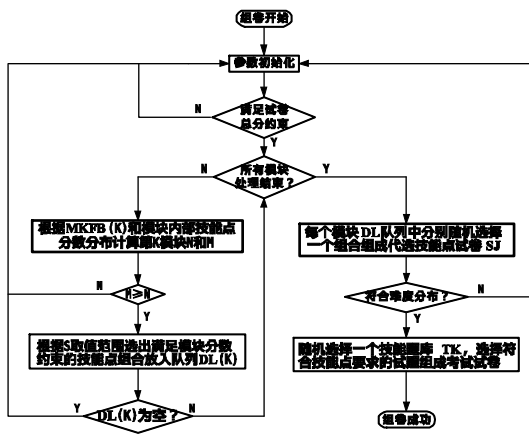 组卷开始
参数初始化
N
满足试卷
总分约束
Y
N
所有模块
处理结束？
Y
根据MKFB(K)和模块内部技能点
分数分布计算第K模块N和M
每个模块DL队列中分别随机选择
一个组合组成代选技能点试卷SJ
N
M≥N
Y
符合难度分布？
N
Y
根据S取值范围选出满足模块分数
约束的技能点组合放入队列DL(K)
随机选择一个技能题库 TK，选择符
合技能点要求的试题组成考试试卷
Y
DL(K)为空？
N
组卷成功